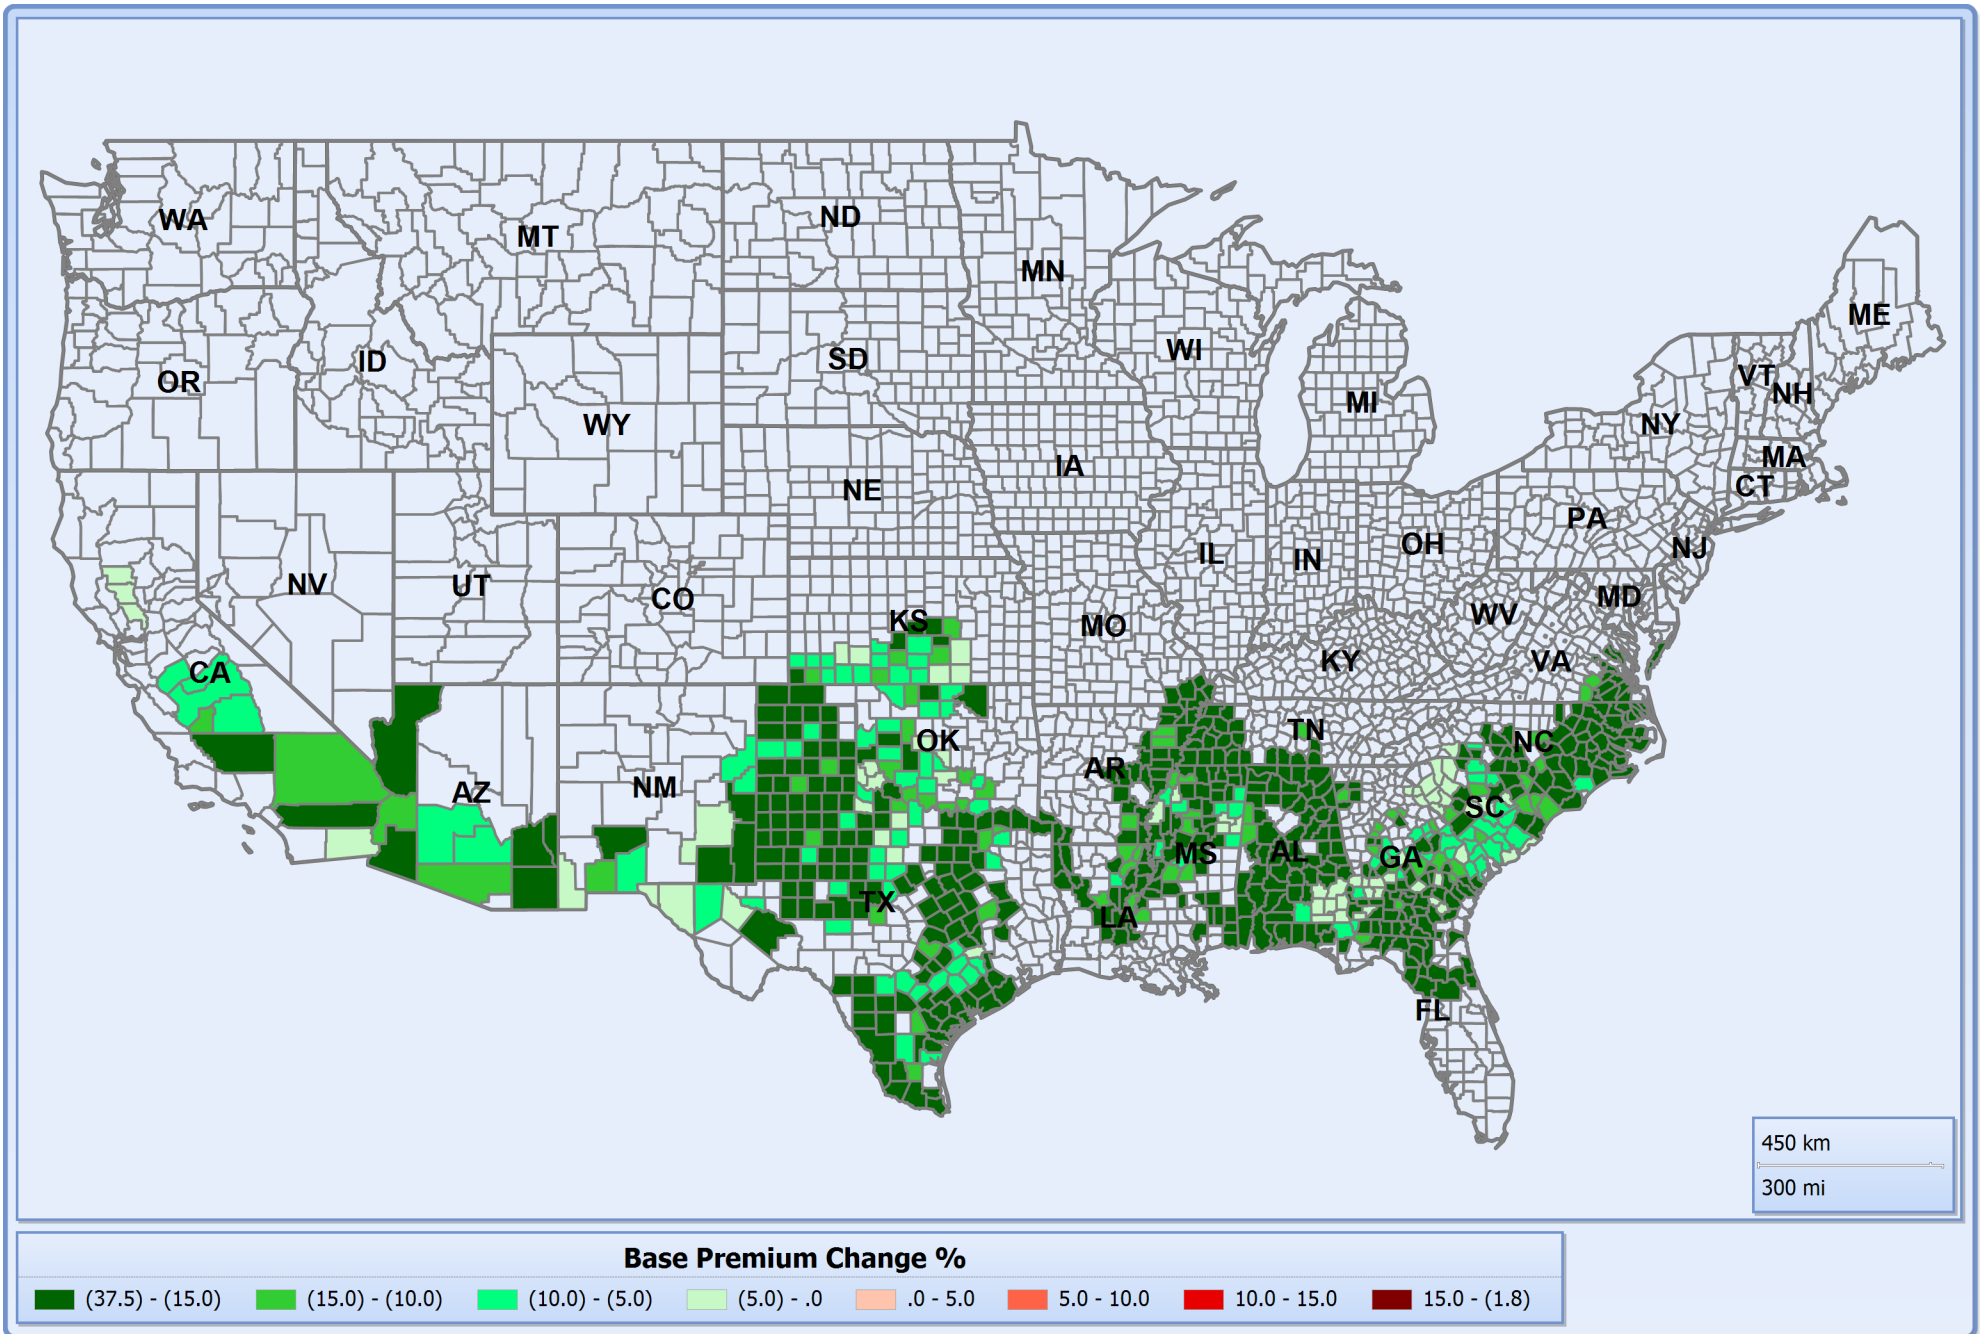 WA
MT
ND
MN
ME
OR
ID
WY
SD
WI
MI
VT
NH
NY
MA
CT
IA
NE
PA
NJ
NV
UT
CO
IL
IN
OH
MD
WV
KS
MO
KY
VA
CA
AZ
NM
OK
AR
TN
NC
SC
TX
LA
MS
AL
GA
FL
450 km
300 mi
Base Premium Change %
(37.5) - (15.0) (15.0) - (10.0) (10.0) - (5.0) (5.0) - .0 .0 - 5.0 5.0 - 10.0 10.0 - 15.0 15.0 - (1.8)